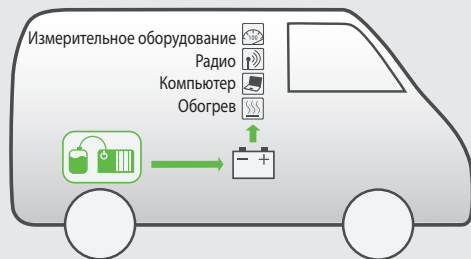 Измерительное оборудование
Радио
Компьютер
Обогрев